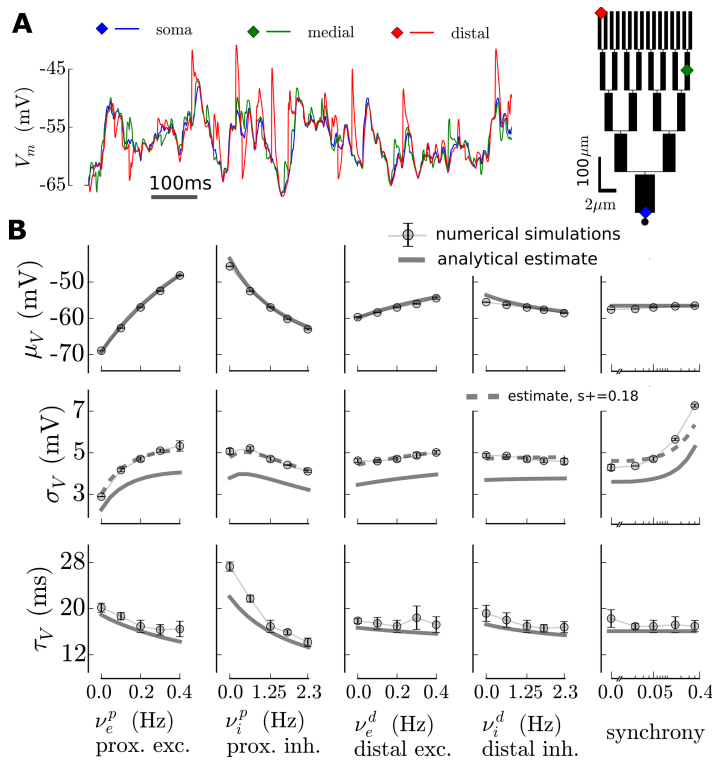 A
soma
medial
distal
-45
-55
-65
V_m (mV)
100ms
100μm
2μm
B
numerical simulations
analytical estimate
-50
-60
-70
μ_V (mV)
estimate, s+=0.18
7
5
3
σ_V (mV)
28
20
12
τ_V (ms)
0.0 0.2 0.4
0.0 1.25 2.3
0.0 0.2 0.4
0.0 1.25 2.3
0.0 0.05 0.4
ν_e^p (Hz)
prox. exc.
ν_i^p (Hz)
prox. inh.
ν_e^d (Hz)
distal exc.
ν_i^d (Hz)
distal inh.
synchrony